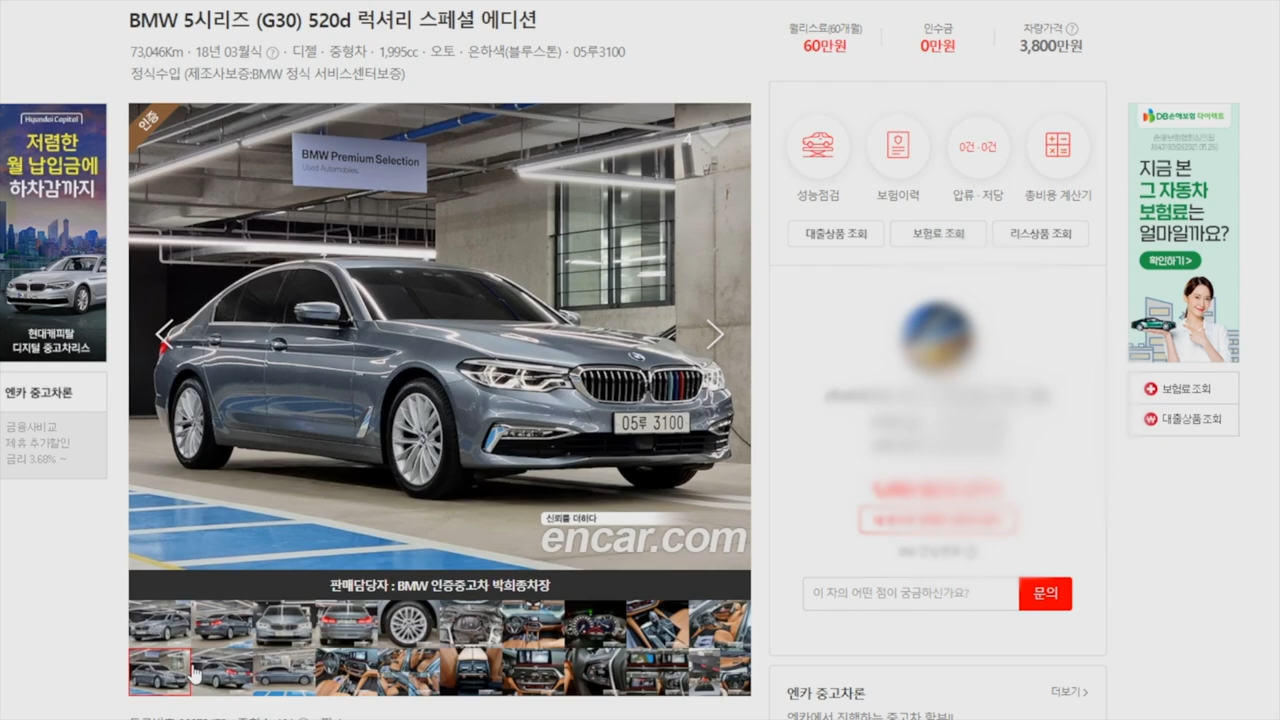 BMW 5시리즈 (G30) 520d 럭셔리 스페셜 에디션
73,046Km · 18년 03월식 ? · 디젤 · 중형차 · 1,995cc · 오토 · 은하색(블루스톤) · 05루3100
정식수입 (제조사보증:BMW 정식 서비스센터보증)
월리스료(60개월)
60만원
인수금
0만원
차량가격 ?
3,800만원
Hyundai Capital
저렴한
월 납입금에
하차감까지
현대캐피탈
디지털 중고차리스
엔카 중고차론
금융사비교
제휴 추가할인
금리 3.68% ~
인증
BMW Premium Selection
Used Automobiles
05루 3100
신뢰를 더하다
encar.com
판매담당자 : BMW 인증중고차 박희종차장
0건 · 0건
성능점검
보험이력
압류 · 저당
총비용 계산기
대출상품 조회
보험료 조회
리스상품 조회
이 차의 어떤 점이 궁금하신가요?
문의
엔카 중고차론
더보기 >
엔카에서 진행하는 중고차 할부!!
DB손해보험 다이렉트
지금 본
그 자동차
보험료는
얼마일까요?
확인하기 >
보험료조회
대출상품조회